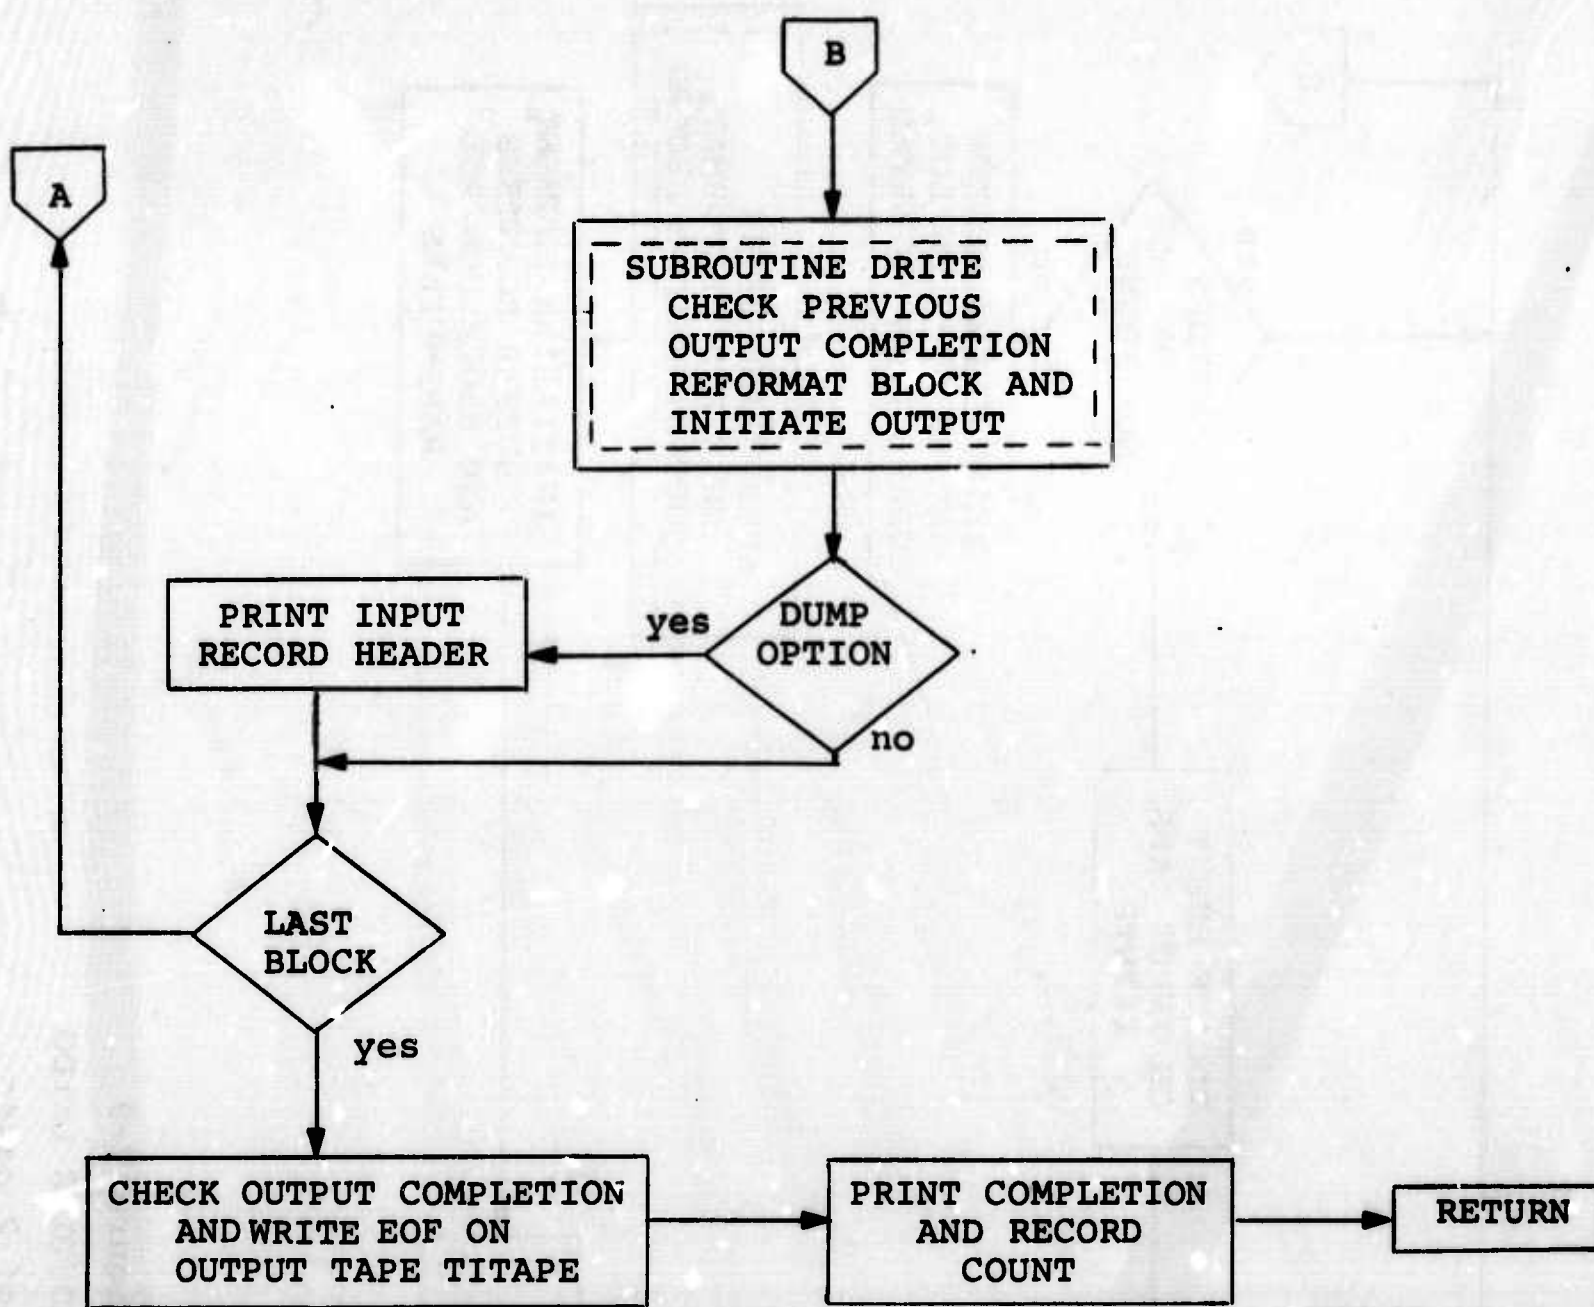 B
A
SUBROUTINE DRITE
CHECK PREVIOUS
OUTPUT COMPLETION
REFORMAT BLOCK AND
INITIATE OUTPUT
DUMP
OPTION
yes
no
PRINT INPUT
RECORD HEADER
LAST
BLOCK
yes
CHECK OUTPUT COMPLETION
AND WRITE EOF ON
OUTPUT TAPE TITAPE
PRINT COMPLETION
AND RECORD
COUNT
RETURN